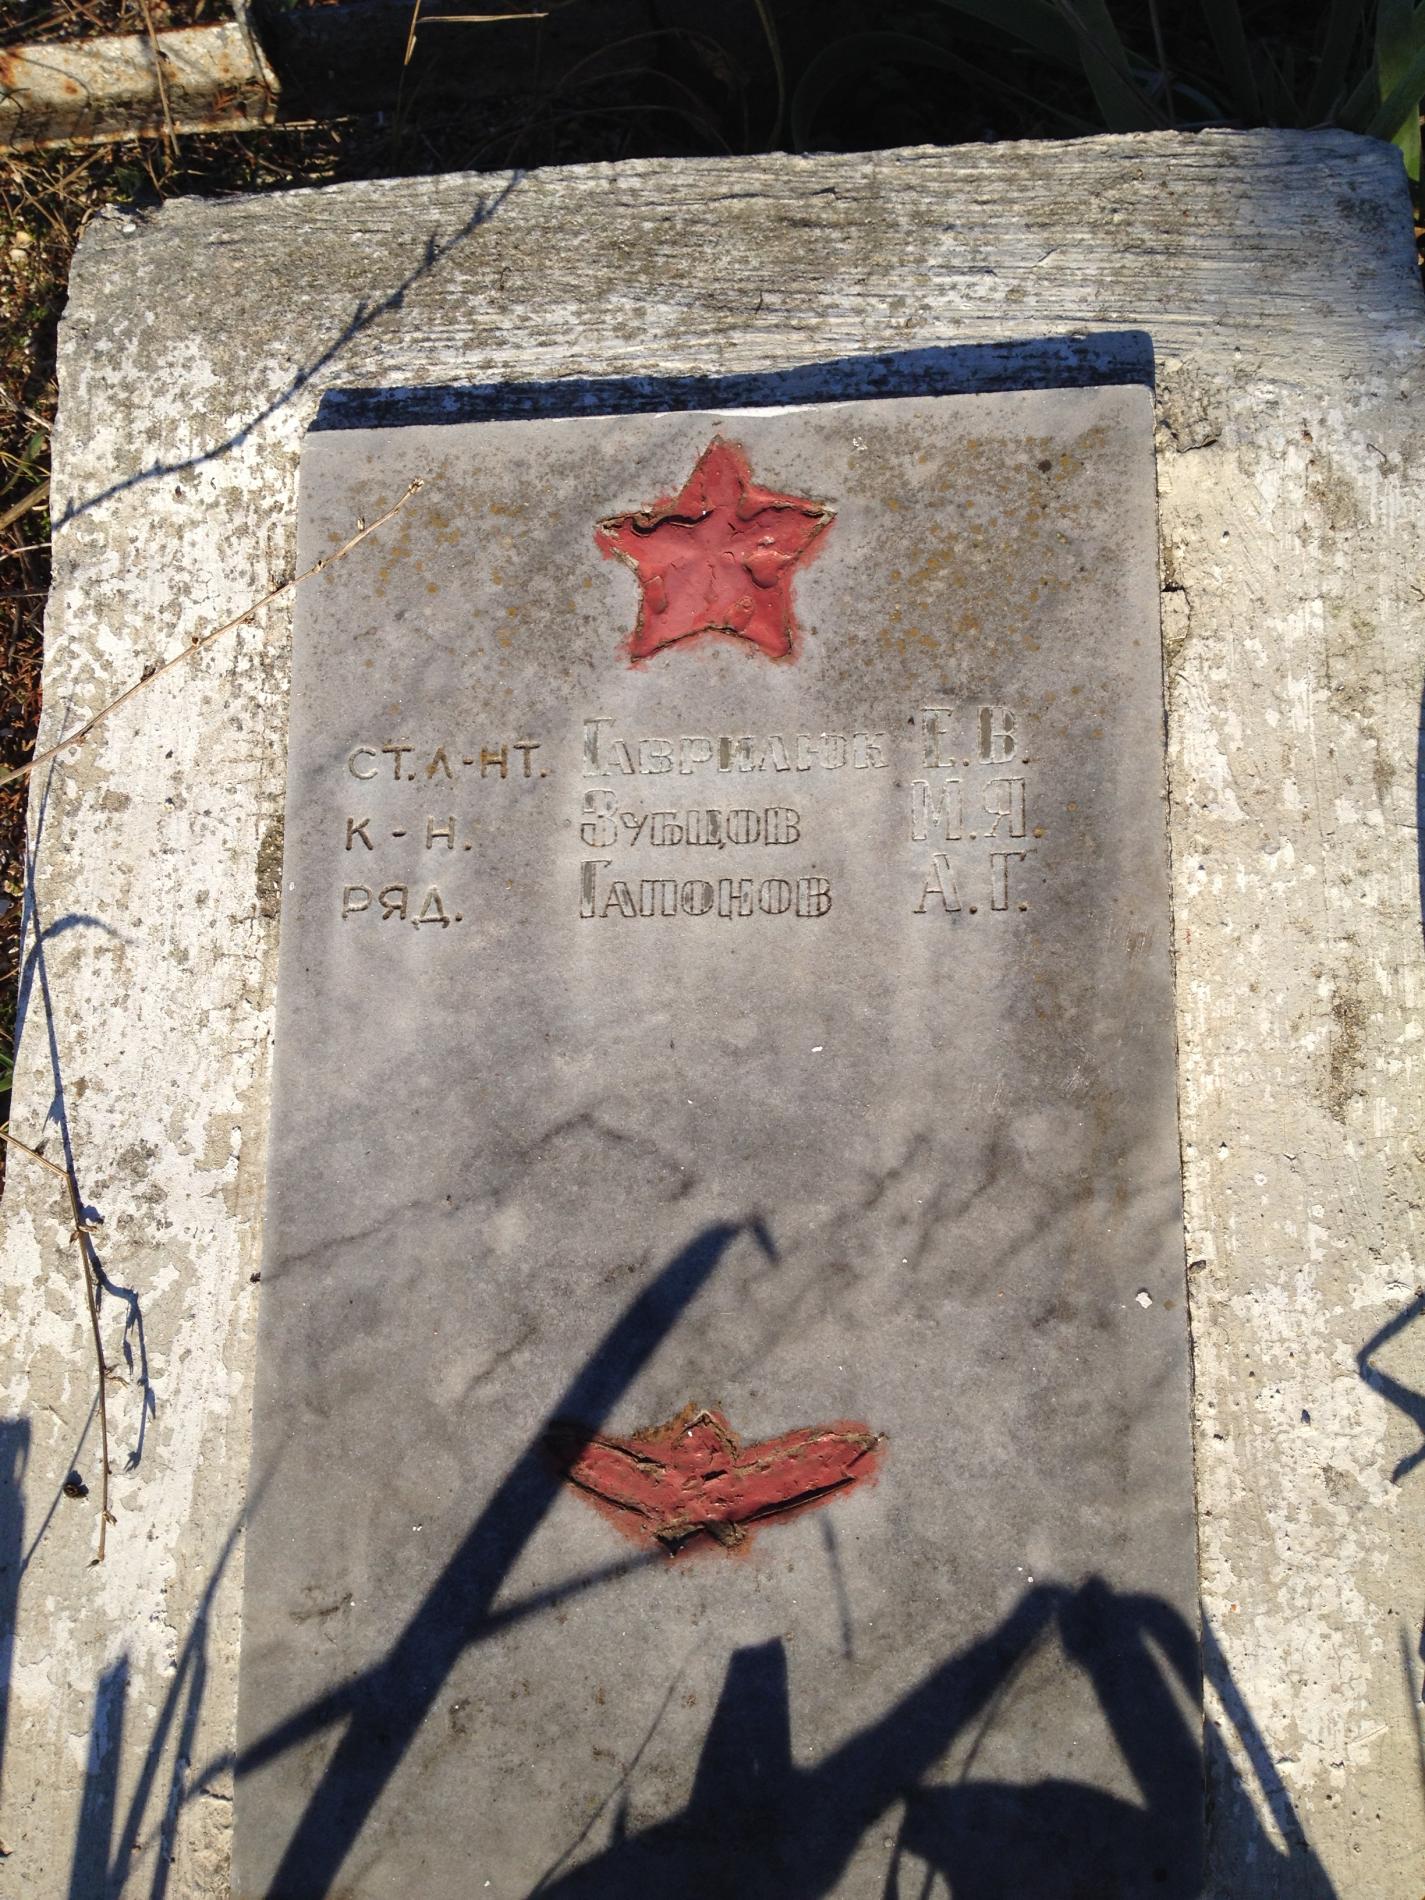 СТ. Л-НТ. ГАВРИЛЮК Е.В.
К-Н. ЗУБЦОВ М.Я.
РЯД. ГАПОНОВ А.Г.